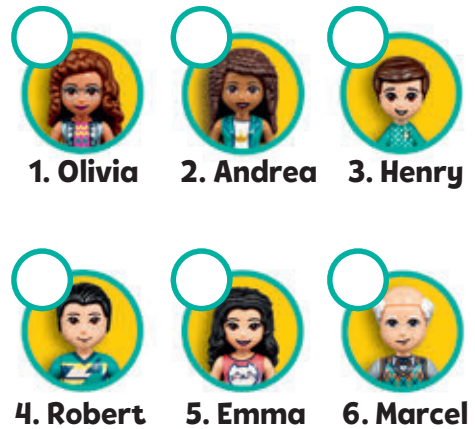 1. Olivia 2. Andrea 3. Henry
4. Robert 5. Emma 6. Marcel